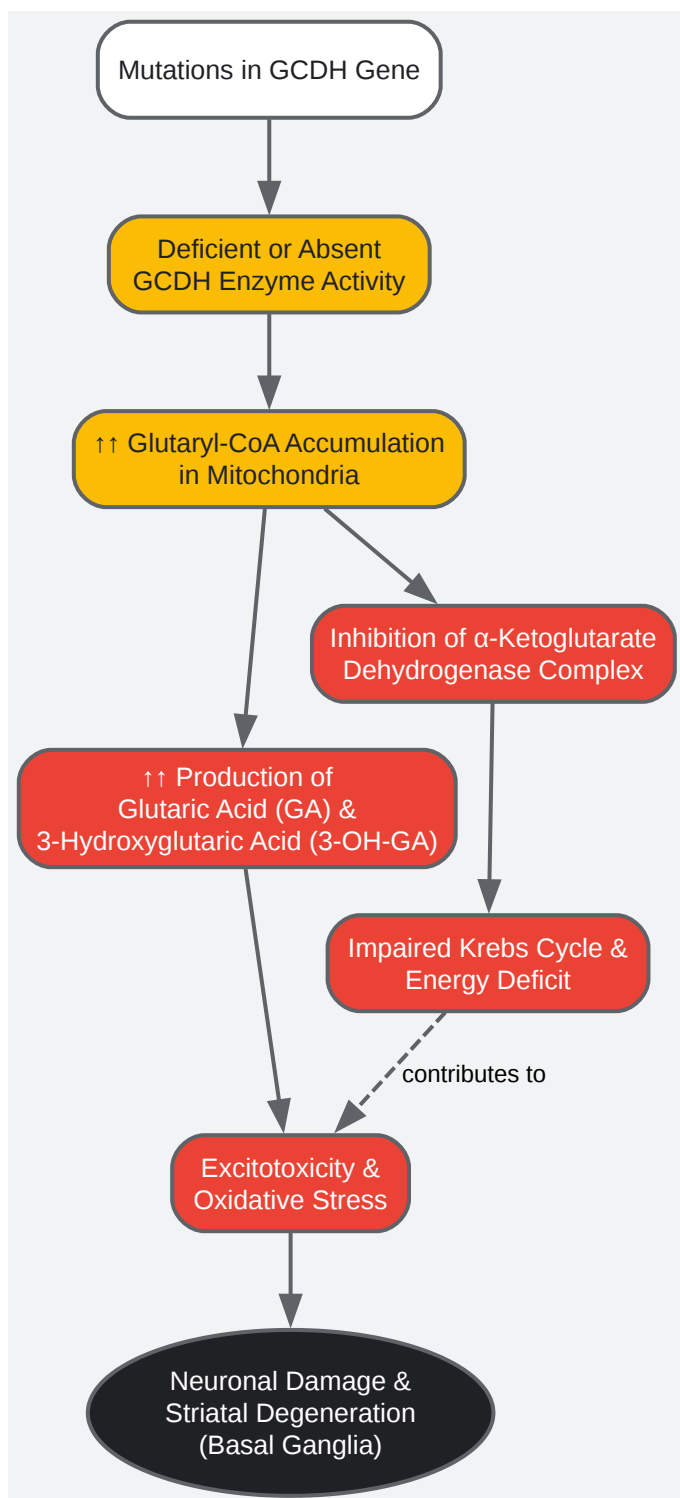 Mutations in GCDH Gene
Deficient or Absent
GCDH Enzyme Activity
↑↑ Glutaryl-CoA Accumulation
in Mitochondria
Inhibition of α-Ketoglutarate
Dehydrogenase Complex
↑↑ Production of
Glutaric Acid (GA) &
3-Hydroxyglutaric Acid (3-OH-GA)
Impaired Krebs Cycle &
Energy Deficit
contributes to
Excitotoxicity &
Oxidative Stress
Neuronal Damage &
Striatal Degeneration
(Basal Ganglia)